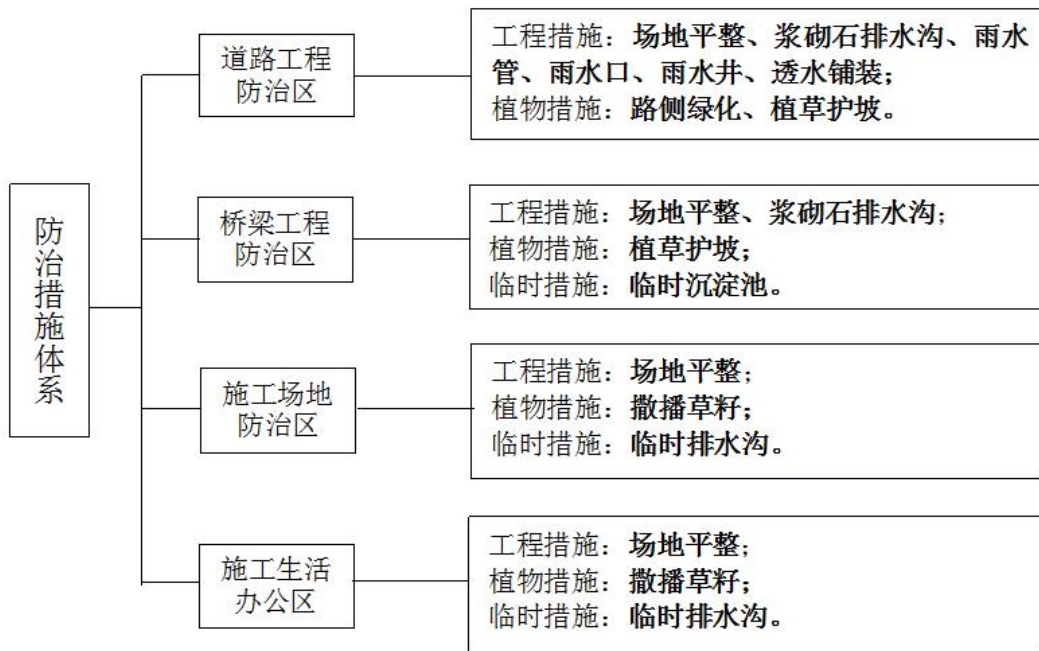 防治措施体系
道路工程
防治区
工程措施：场地平整、浆砌石排水沟、雨水
管、雨水口、雨水井、透水铺装；
植物措施：路侧绿化、植草护坡。
桥梁工程
防治区
工程措施：场地平整、浆砌石排水沟；
植物措施：植草护坡；
临时措施：临时沉淀池。
施工场地
防治区
工程措施：场地平整；
植物措施：撒播草籽；
临时措施：临时排水沟。
施工生活
办公区
工程措施：场地平整；
植物措施：撒播草籽；
临时措施：临时排水沟。